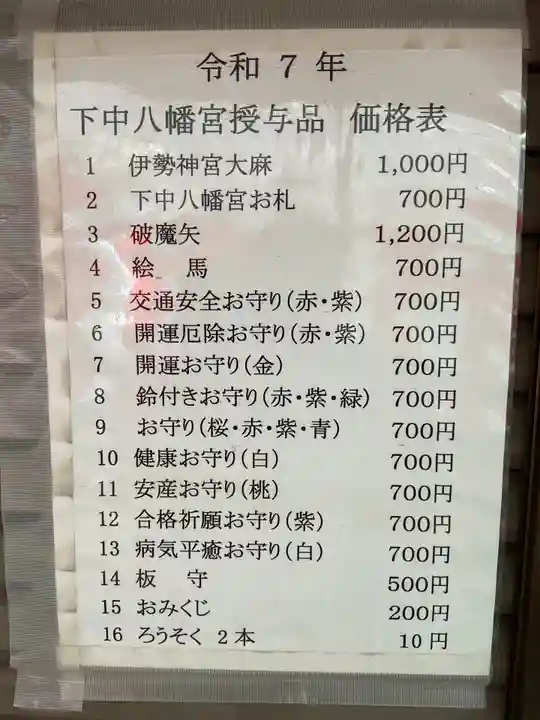 令和 7 年
下中八幡宮授与品 価格表
1 伊勢神宮大麻 1,000円
2 下中八幡宮お札 700円
3 破魔矢 1,200円
4 絵 馬 700円
5 交通安全お守り(赤・紫) 700円
6 開運厄除お守り(赤・紫) 700円
7 開運お守り(金) 700円
8 鈴付きお守り(赤・紫・緑) 700円
9 お守り(桜・赤・紫・青) 700円
10 健康お守り(白) 700円
11 安産お守り(桃) 700円
12 合格祈願お守り(紫) 700円
13 病気平癒お守り(白) 700円
14 板 守 500円
15 おみくじ 200円
16 ろうそく 2本 10円